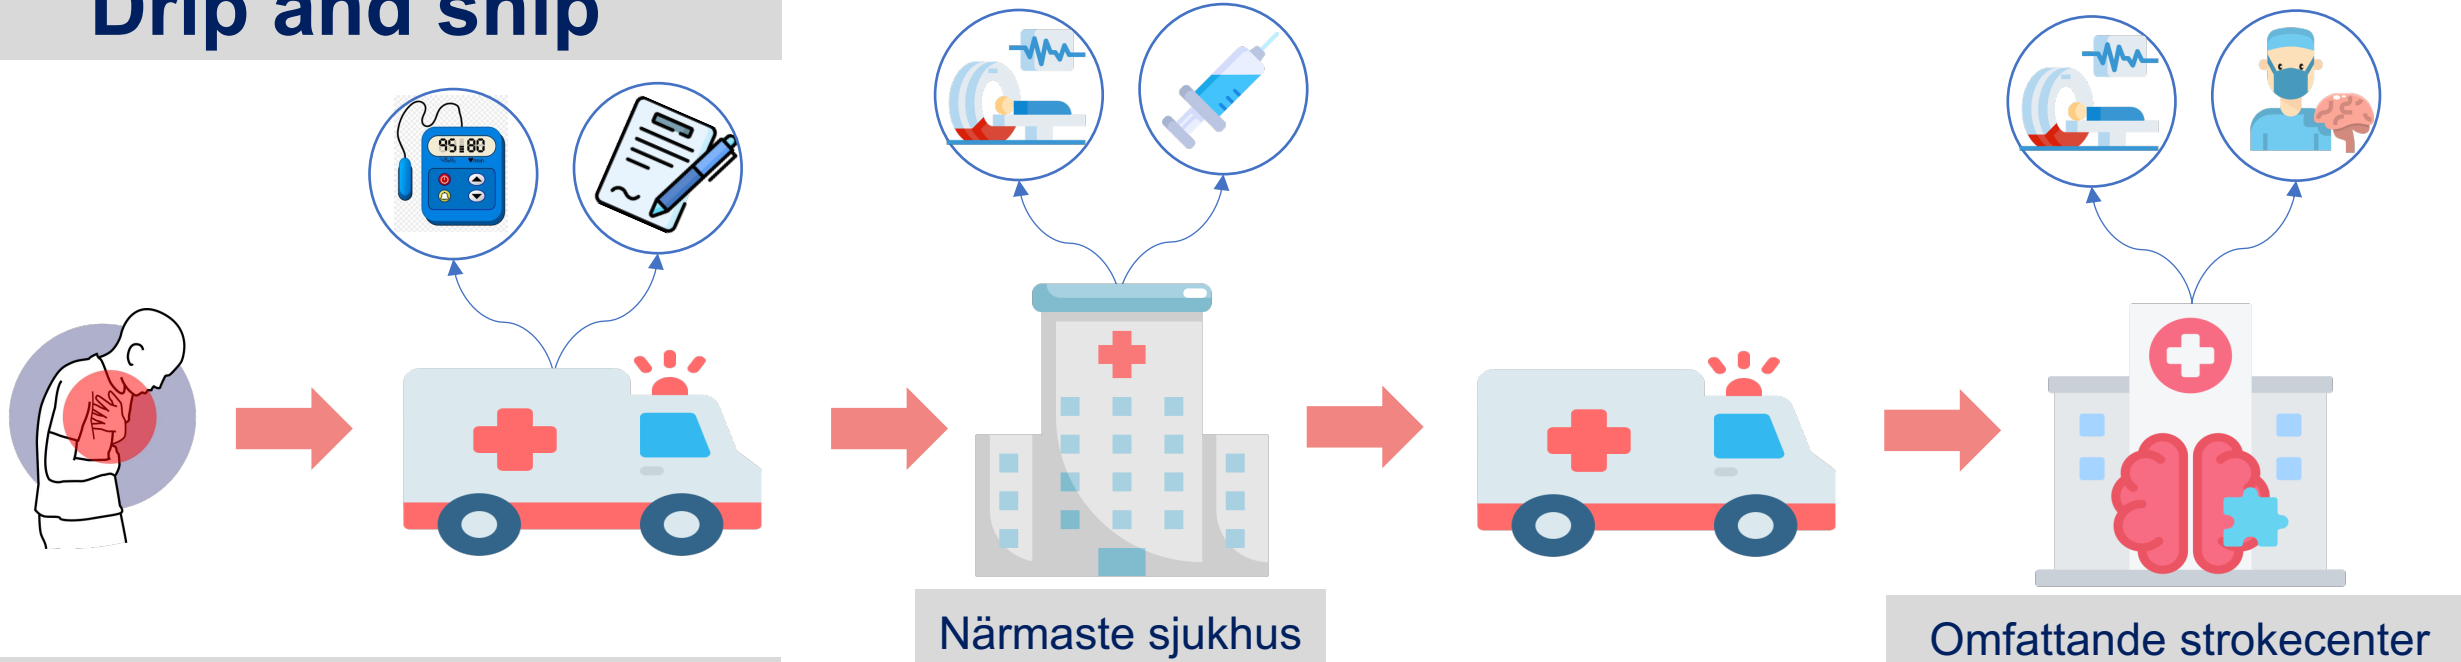 Drip and ship
95 80
Närmaste sjukhus
Omfattande strokecenter